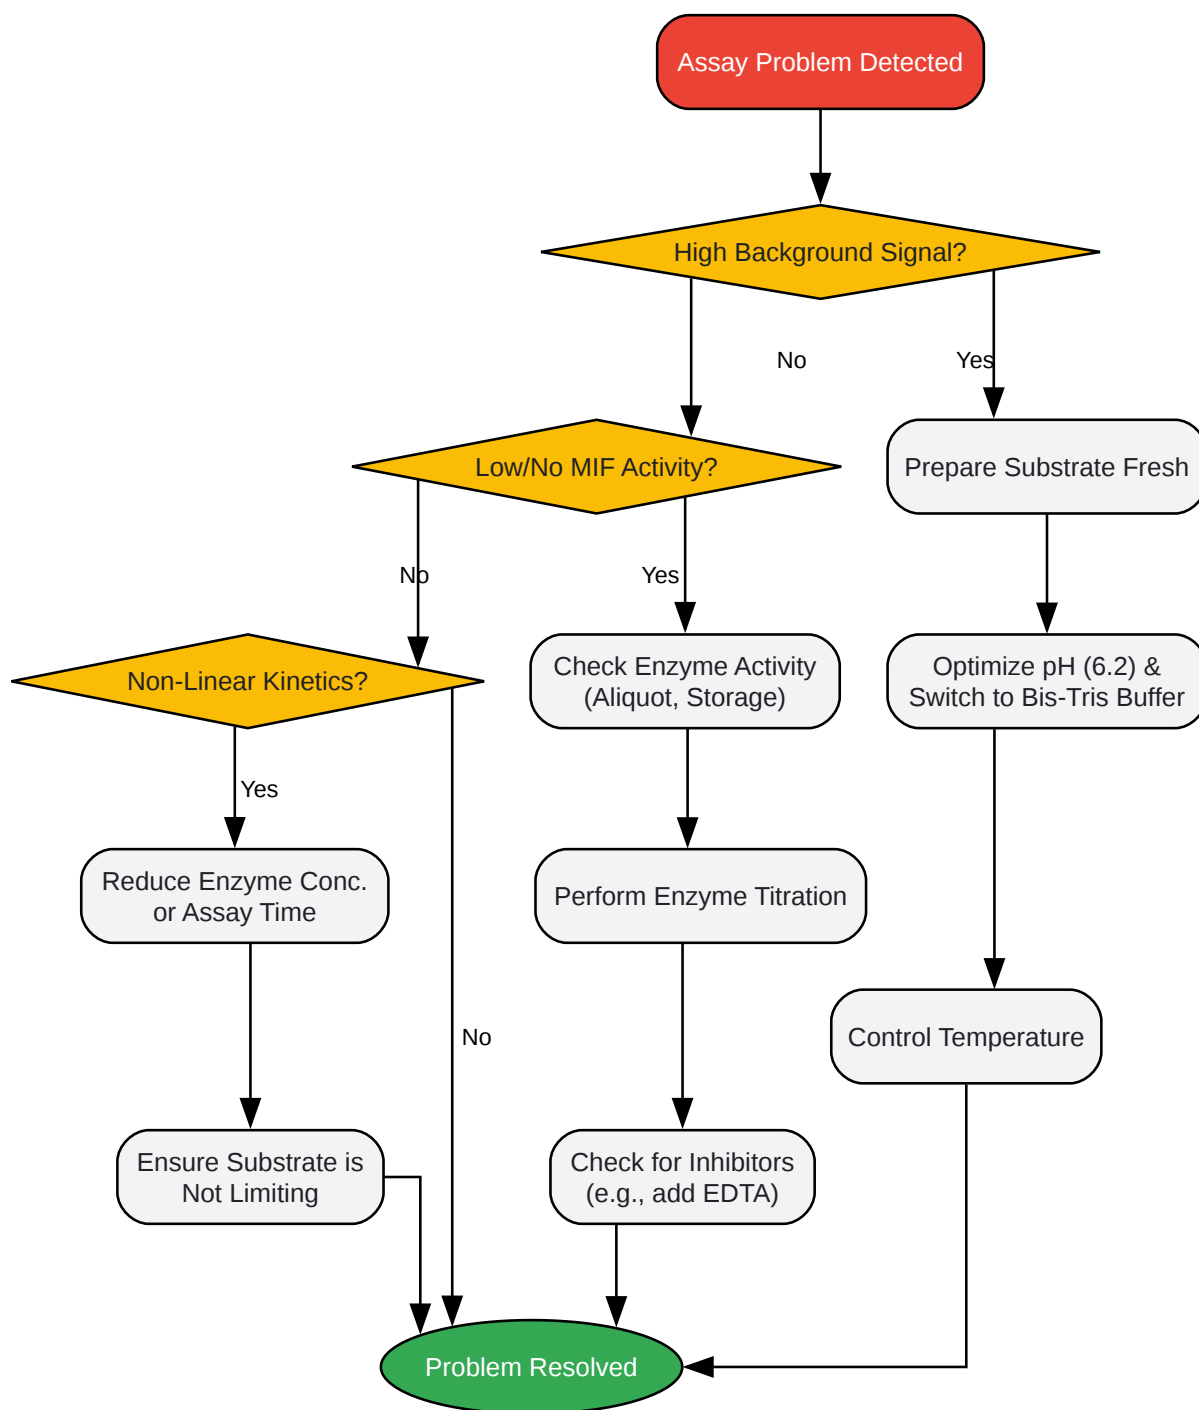 Assay Problem Detected
High Background Signal?
No
Yes
Low/No MIF Activity?
Prepare Substrate Fresh
No
Yes
Non-Linear Kinetics?
Check Enzyme Activity
(Aliquot, Storage)
Optimize pH (6.2) &
Switch to Bis-Tris Buffer
Yes
Reduce Enzyme Conc.
or Assay Time
Perform Enzyme Titration
No
Control Temperature
Ensure Substrate is
Not Limiting
Check for Inhibitors
(e.g., add EDTA)
Problem Resolved